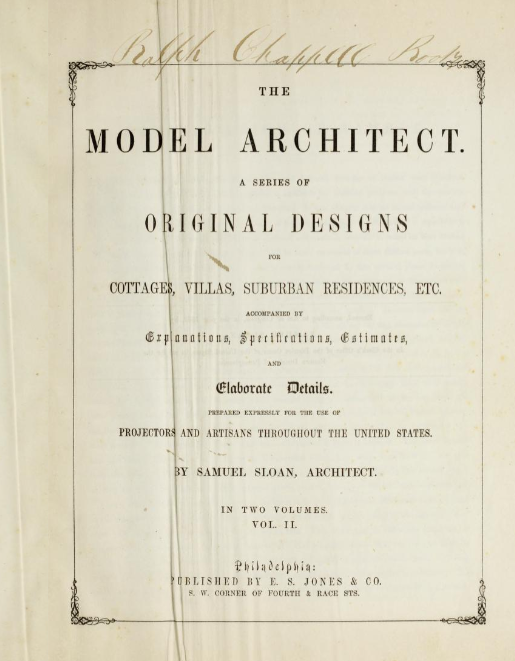 Ralph Chappell Book
THE
MODEL ARCHITECT.
A SERIES OF
ORIGINAL DESIGNS
FOR
COTTAGES, VILLAS, SUBURBAN RESIDENCES, ETC.
ACCOMPANIED BY
Explanations, Specifications, Estimates,
AND
Elaborate Details.
PREPARED EXPRESSLY FOR THE USE OF
PROJECTORS AND ARTISANS THROUGHOUT THE UNITED STATES.
BY SAMUEL SLOAN, ARCHITECT.
IN TWO VOLUMES.
VOL. II.
Philadelphia:
PUBLISHED BY E. S. JONES & CO.
S. W. CORNER OF FOURTH & RACE STS.